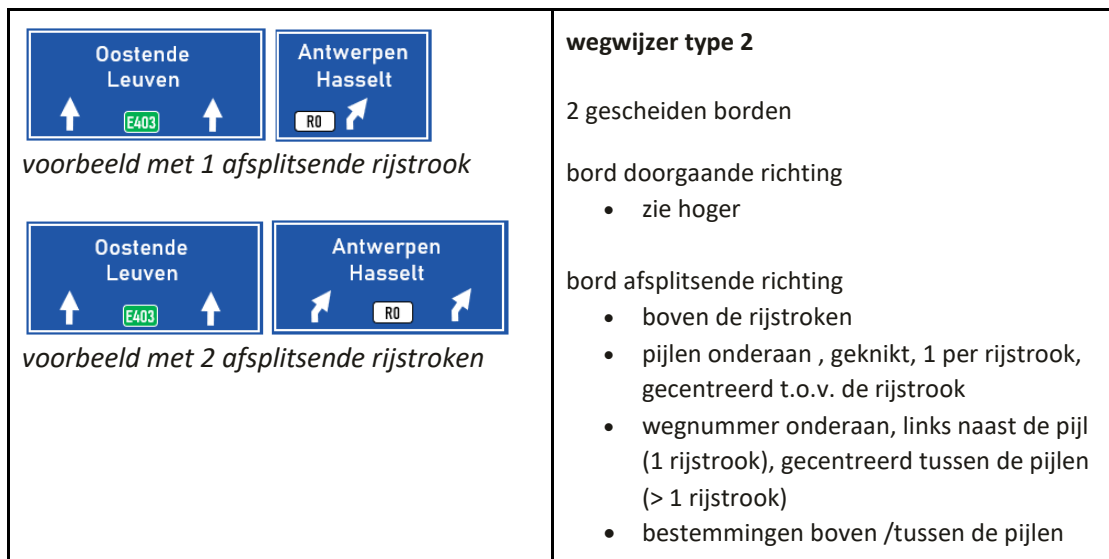 Oostende
Leuven
E403
Antwerpen
Hasselt
R0
voorbeeld met 1 afsplitsende rijstrook
Oostende
Leuven
E403
Antwerpen
Hasselt
R0
voorbeeld met 2 afsplitsende rijstroken
wegwijzer type 2
2 gescheiden borden
bord doorgaande richting
• zie hoger
bord afsplitsende richting
• boven de rijstroken
• pijlen onderaan , geknikt, 1 per rijstrook,
gecentreerd t.o.v. de rijstrook
• wegnummer onderaan, links naast de pijl
(1 rijstrook), gecentreerd tussen de pijlen
(> 1 rijstrook)
• bestemmingen boven /tussen de pijlen